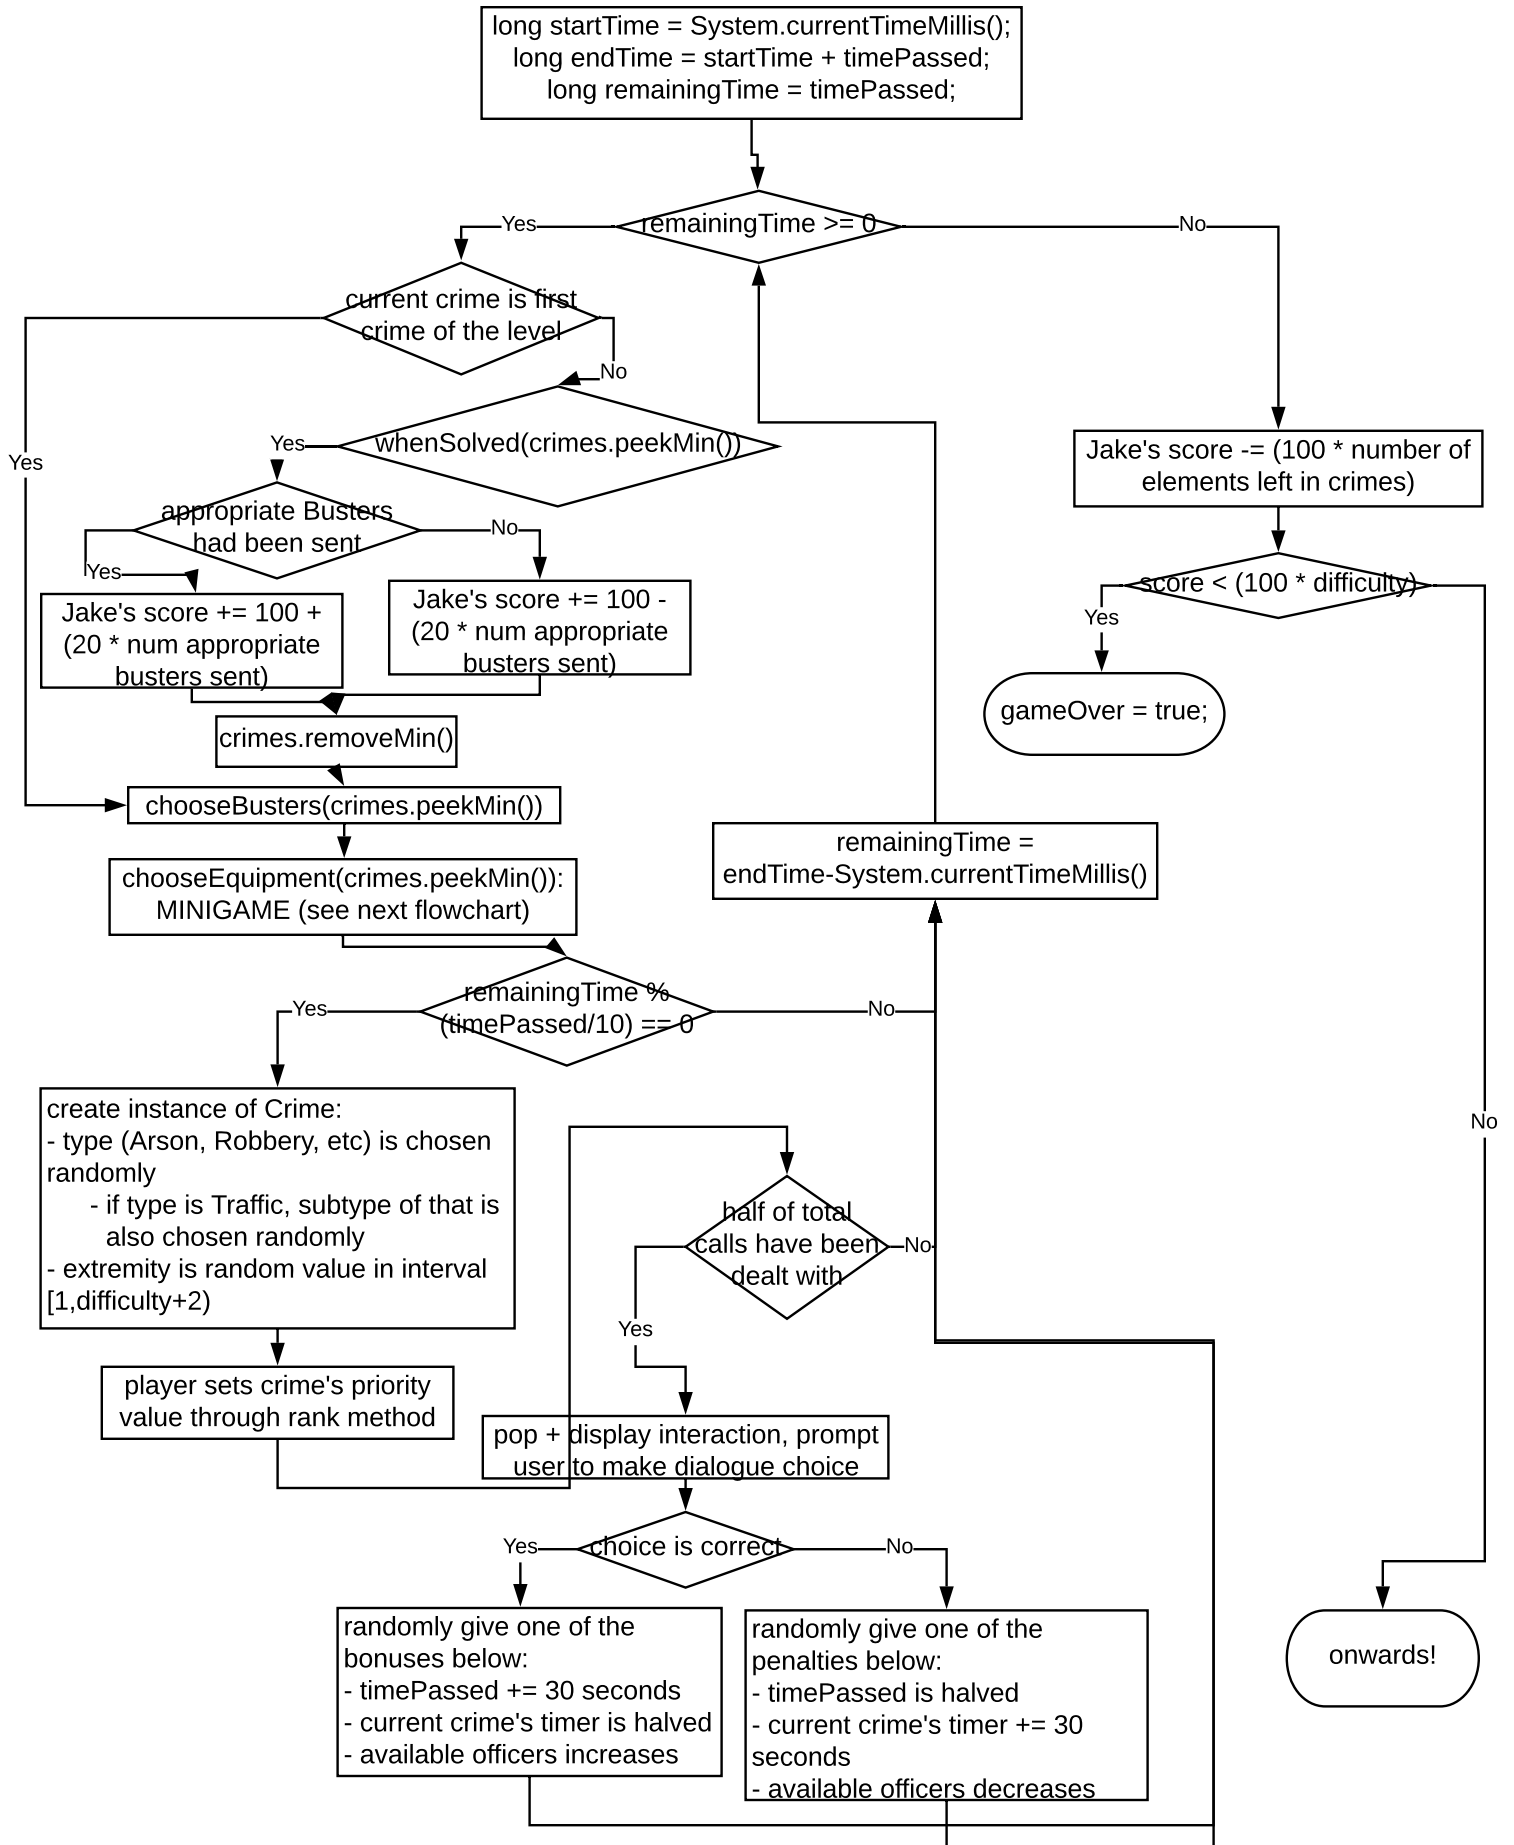 long startTime = System.currentTimeMillis();
long endTime = startTime + timePassed;
long remainingTime = timePassed;
remainingTime >= 0
Yes
No
current crime is first
crime of the level
Yes
No
whenSolved(crimes.peekMin())
Yes
appropriate Busters
had been sent
Yes
No
Jake's score += 100 +
(20 * num appropriate
busters sent)
Jake's score += 100 -
(20 * num appropriate
busters sent)
crimes.removeMin()
chooseBusters(crimes.peekMin())
chooseEquipment(crimes.peekMin()):
MINIGAME (see next flowchart)
remainingTime %
(timePassed/10) == 0
Yes
No
remainingTime =
endTime-System.currentTimeMillis()
Jake's score -= (100 * number of
elements left in crimes)
score < (100 * difficulty)
Yes
No
gameOver = true;
onwards!
create instance of Crime:
- type (Arson, Robbery, etc) is chosen
randomly
- if type is Traffic, subtype of that is
also chosen randomly
- extremity is random value in interval
[1,difficulty+2)
player sets crime's priority
value through rank method
half of total
calls have been
dealt with
Yes
No
pop + display interaction, prompt
user to make dialogue choice
choice is correct
Yes
No
randomly give one of the
bonuses below:
- timePassed += 30 seconds
- current crime's timer is halved
- available officers increases
randomly give one of the
penalties below:
- timePassed is halved
- current crime's timer += 30
seconds
- available officers decreases